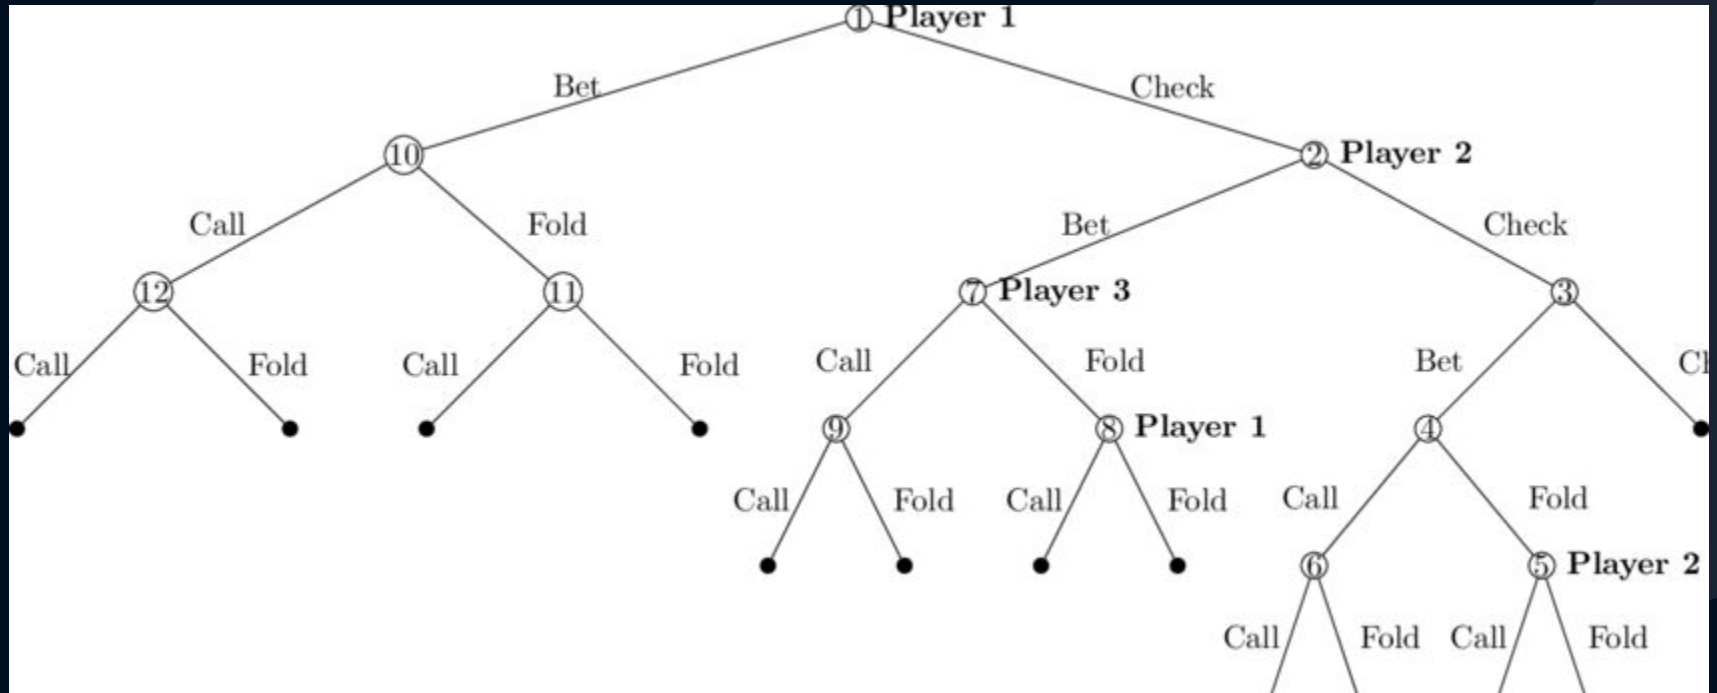 1 Player 1
Bet Check
10 2 Player 2
Call Fold Bet Check
12 11 7 Player 3 3
Call Fold Call Fold Call Fold Bet
9 8 Player 1 4
Call Fold Call Fold Call Fold
6 5 Player 2
Call Fold Call Fold